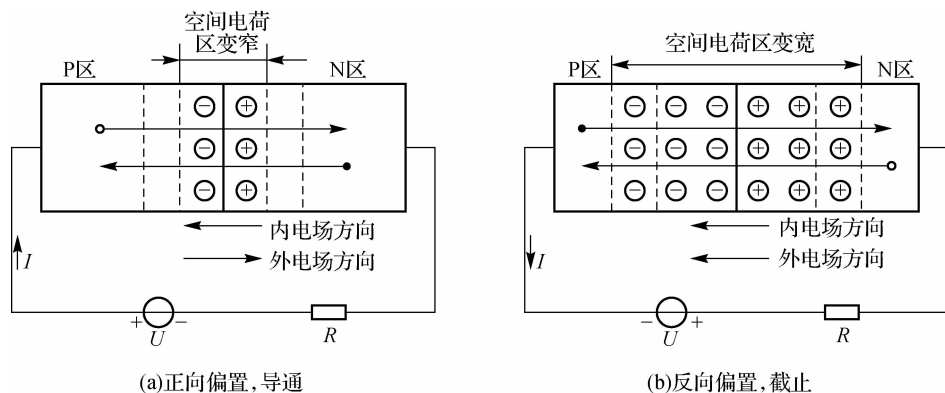 空间电荷
区变窄
P区
N区
⊖ ⊕
⊖ ⊕
⊖ ⊕
内电场方向
外电场方向
I
+ −
U
R
(a)正向偏置,导通
空间电荷区变宽
P区
N区
⊖ ⊖ ⊖ ⊕ ⊕ ⊕
⊖ ⊖ ⊖ ⊕ ⊕ ⊕
⊖ ⊖ ⊖ ⊕ ⊕ ⊕
内电场方向
外电场方向
I
− +
U
R
(b)反向偏置,截止